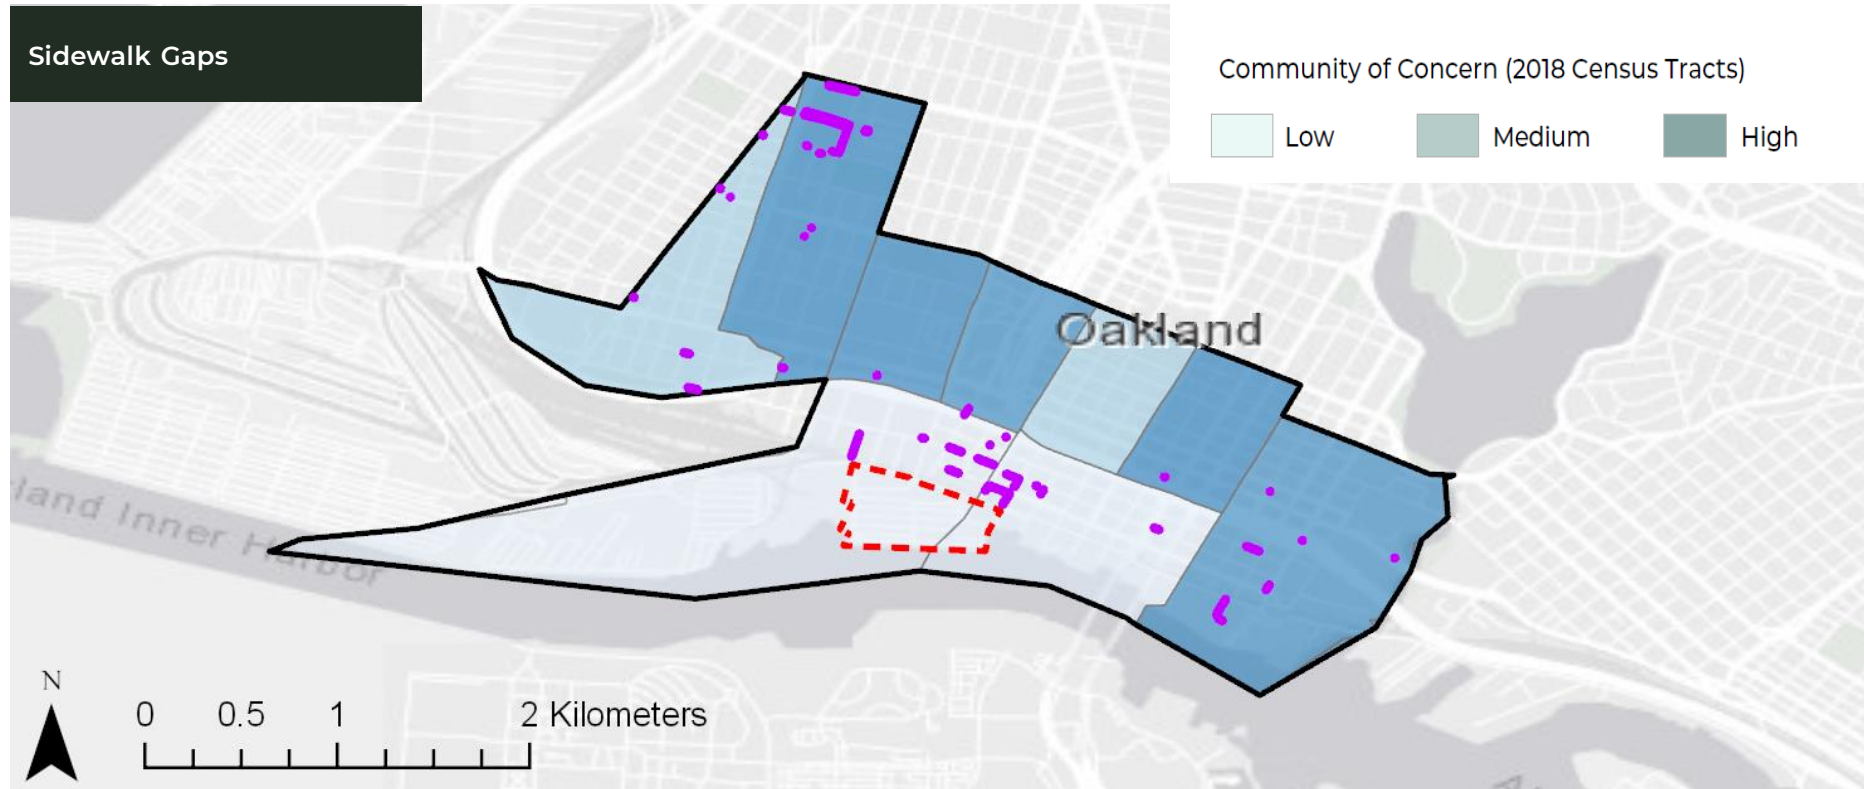 Sidewalk Gaps
Community of Concern (2018 Census Tracts)
Low
Medium
High
Oakland
land Inner Harbor
N
0 0.5 1 2 Kilometers